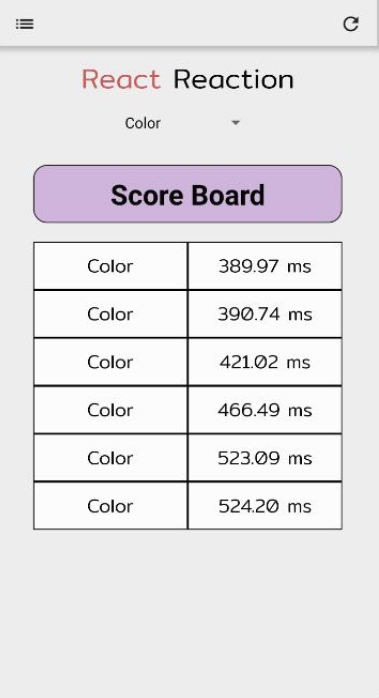 React Reaction
Color
Score Board
Color 389.97 ms
Color 390.74 ms
Color 421.02 ms
Color 466.49 ms
Color 523.09 ms
Color 524.20 ms